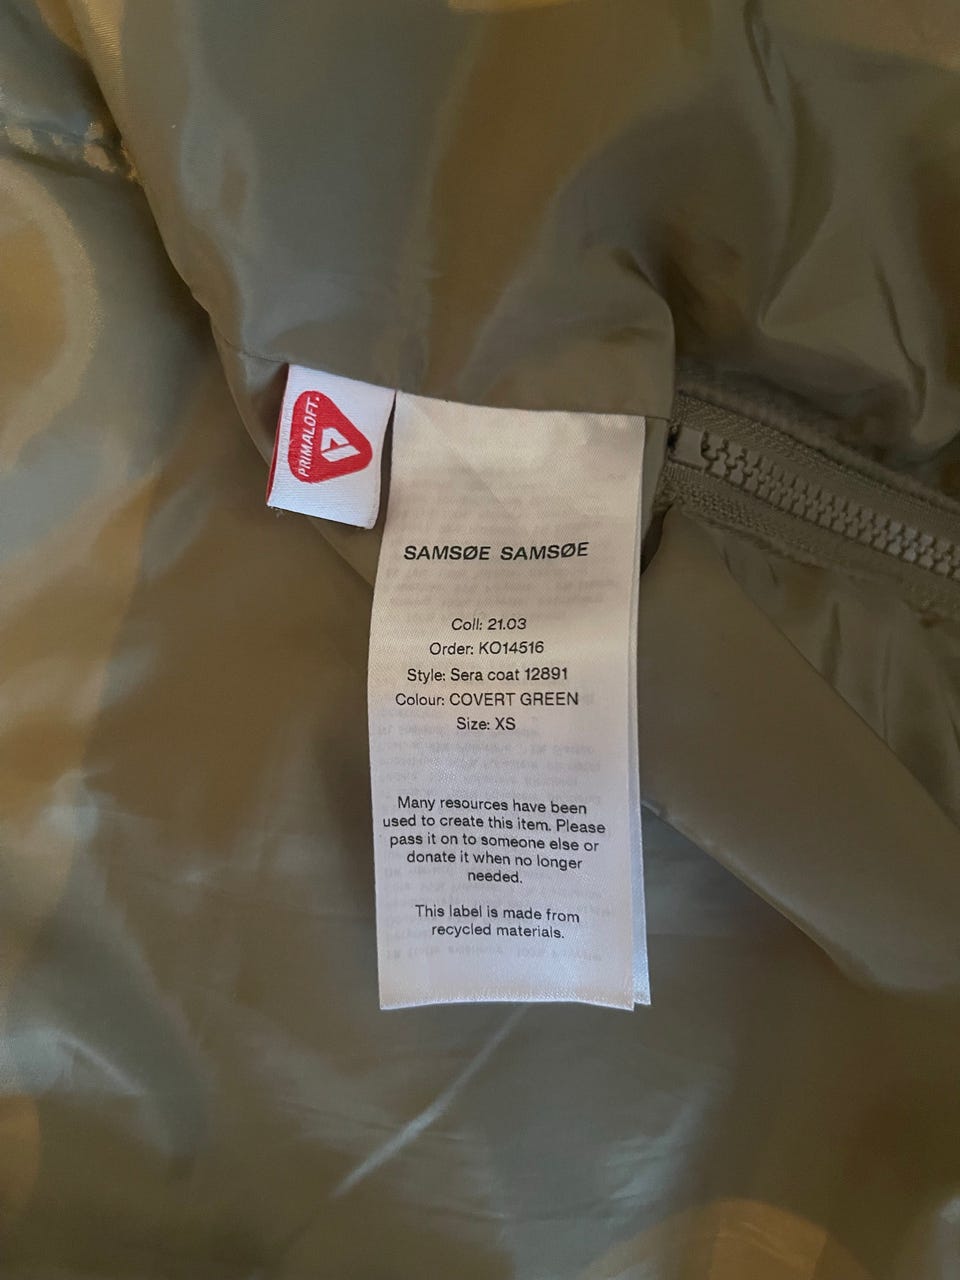 PRIMALOFT.
SAMSØE SAMSØE
Coll: 21.03
Order: KO14516
Style: Sera coat 12891
Colour: COVERT GREEN
Size: XS
Many resources have been
used to create this item. Please
pass it on to someone else or
donate it when no longer
needed.
This label is made from
recycled materials.